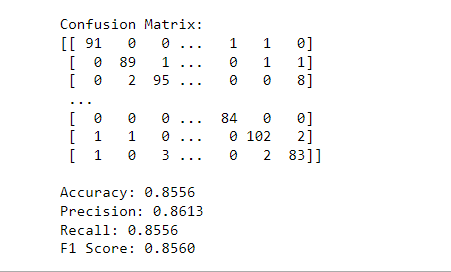 Confusion Matrix:
[[ 91 0 0 ... 1 1 0]
[ 0 89 1 ... 0 1 1]
[ 0 2 95 ... 0 0 8]
...
[ 0 0 0 ... 84 0 0]
[ 1 1 0 ... 0 102 2]
[ 1 0 3 ... 0 2 83]]
Accuracy: 0.8556
Precision: 0.8613
Recall: 0.8556
F1 Score: 0.8560